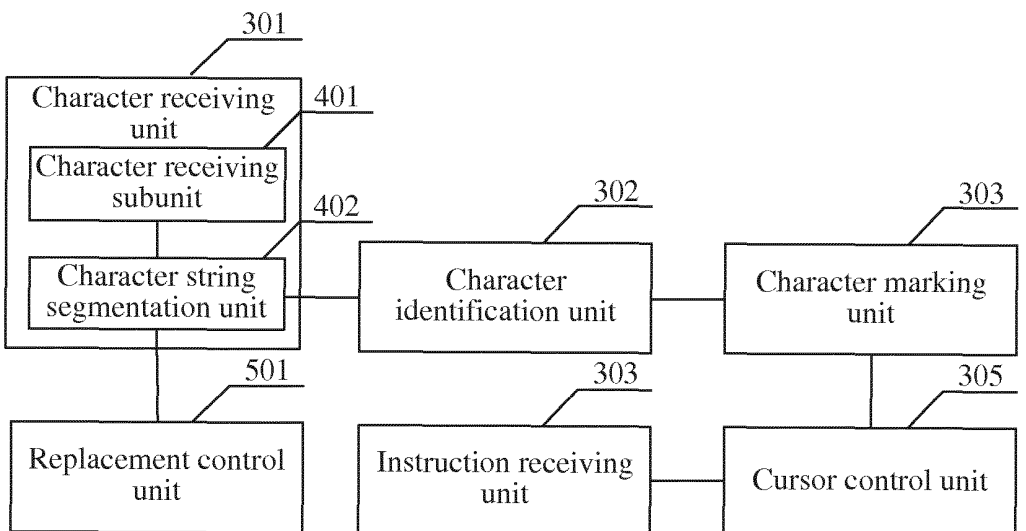 301
Character receiving
unit
401
Character receiving
subunit
402
Character string
segmentation unit
302
Character
identification unit
303
Character marking
unit
501
Replacement control
unit
303
Instruction receiving
unit
305
Cursor control unit